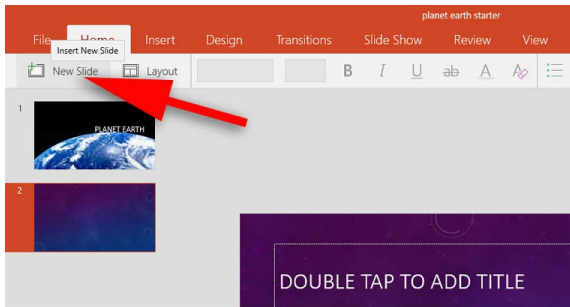 planet earth starter
File Home Insert Design Transitions Slide Show Review View
Insert New Slide
New Slide Layout B I U ab A A
1
PLANET EARTH
2
DOUBLE TAP TO ADD TITLE